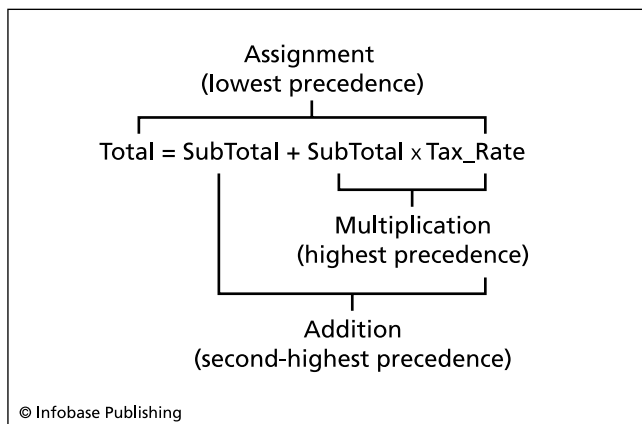 Assignment
(lowest precedence)
Total = SubTotal + SubTotal x Tax_Rate
Multiplication
(highest precedence)
Addition
(second-highest precedence)
© Infobase Publishing